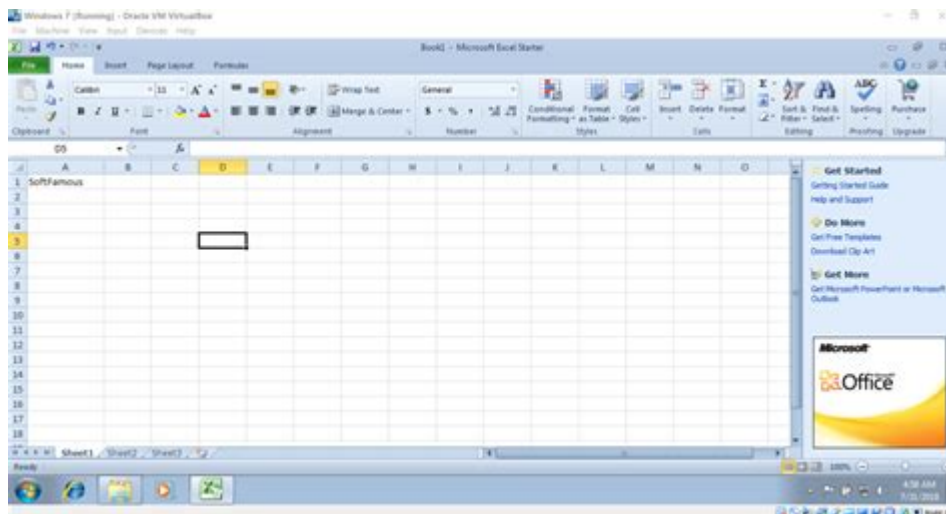 Windows 7 (Running) - Oracle VM VirtualBox
File Machine View Input Devices Help
Book1 - Microsoft Excel Starter
File Home Insert Page Layout Formulas
Calibri 11 Wrap Text General
Paste B I U Merge & Center $ % , Conditional Formatting Format as Table Cell Styles Insert Delete Format Sort & Filter Find & Select Spelling Purchase
Clipboard Font Alignment Number Styles Cells Editing Proofing Upgrade
D5 fx
A B C D E F G H I J K L M N O
1 SoftFamous
2
3
4
5
6
7
8
9
10
11
12
13
14
15
16
17
18
Get Started
Getting Started Guide
Help and Support
Do More
Get Free Templates
Download Clip Art
Get More
Get Microsoft PowerPoint or Microsoft
Outlook
Microsoft
Office
Sheet1 Sheet2 Sheet3
Ready 100%
4:58 AM